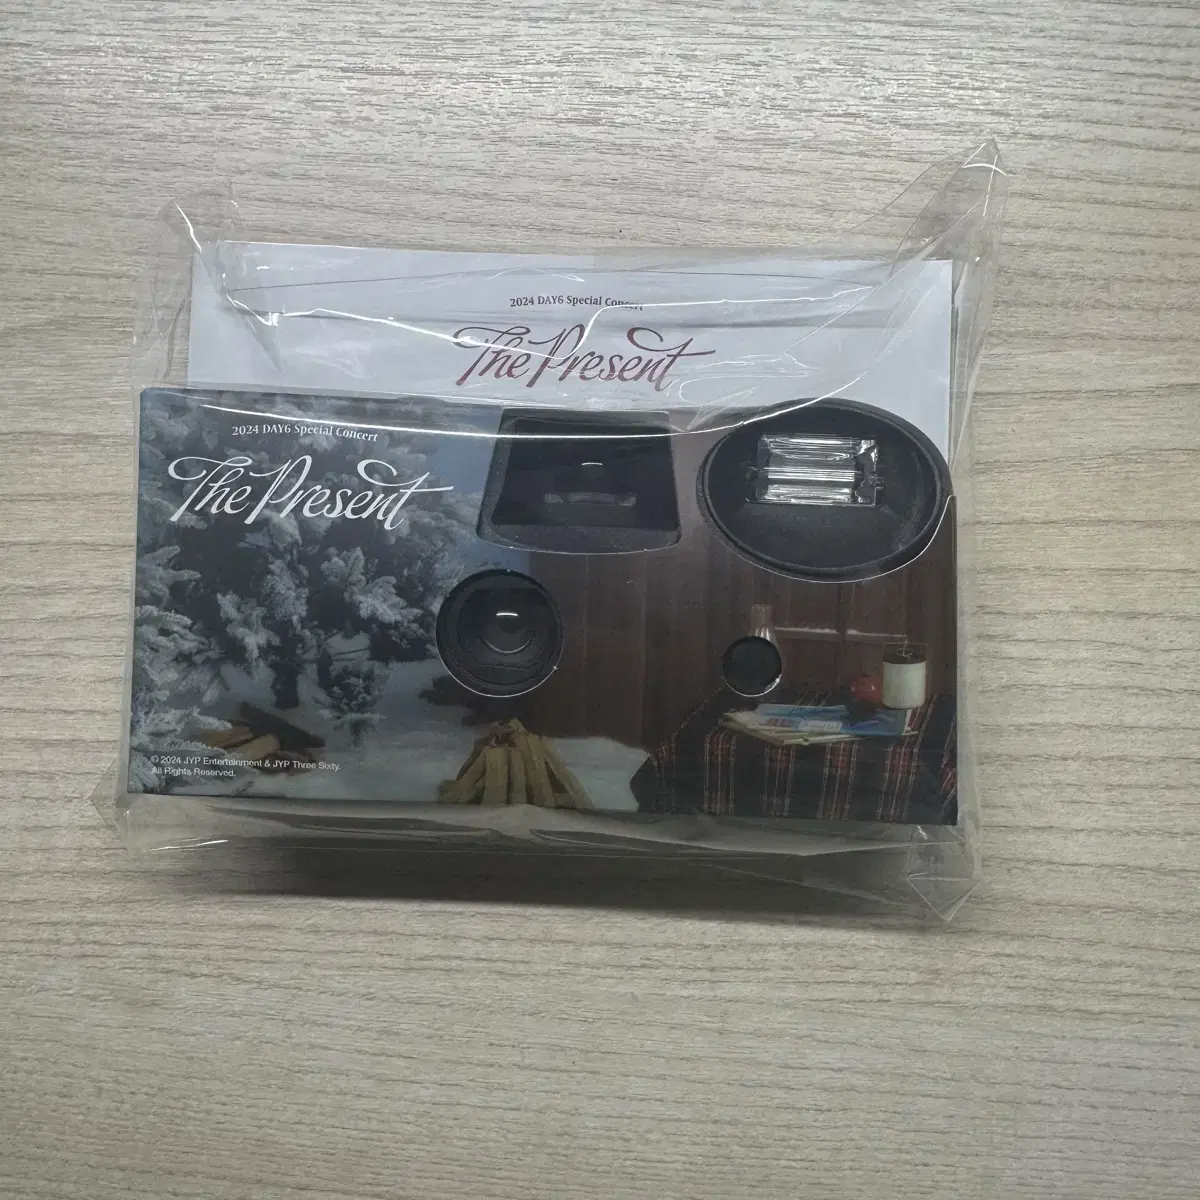 2024 DAY6 Special Concert
The Present
2024 DAY6 Special Concert
The Present
© 2024 JYP Entertainment & JYP Three Sixty.
All Rights Reserved.